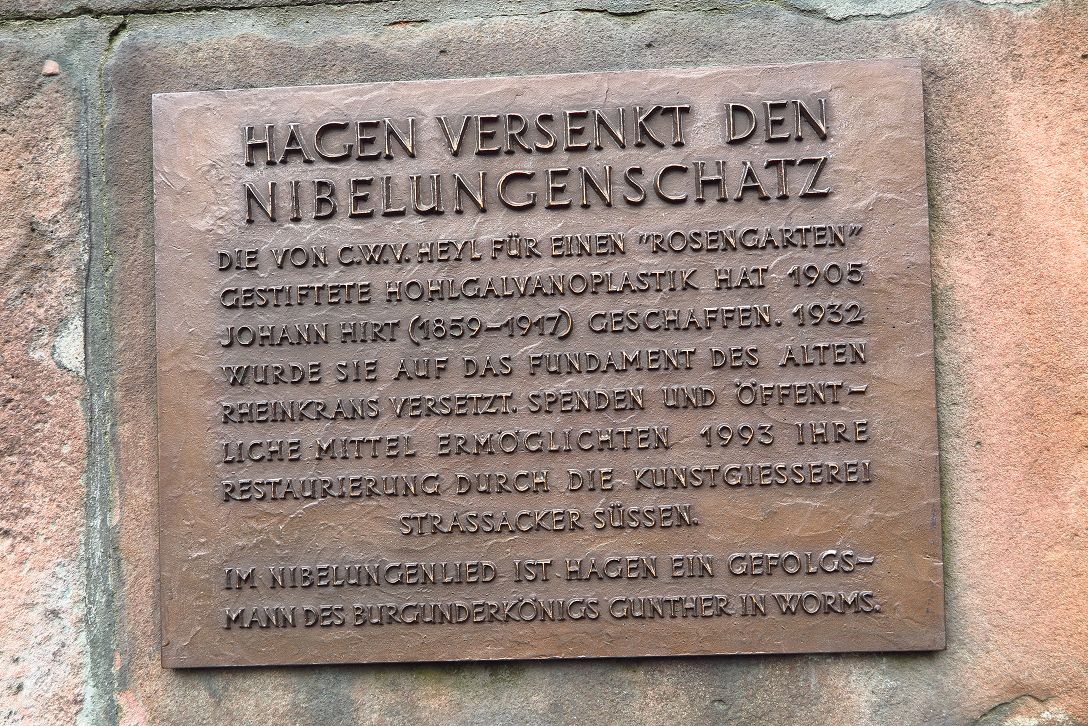 HAGEN VERSENKT DEN
NIBELUNGENSCHATZ
DIE VON C.W.V. HEYL FÜR EINEN "ROSENGARTEN"
GESTIFTETE HOHLGALVANOPLASTIK HAT 1905
JOHANN HIRT (1859-1917) GESCHAFFEN. 1932
WURDE SIE AUF DAS FUNDAMENT DES ALTEN
RHEINKRANS VERSETZT. SPENDEN UND ÖFFENT-
LICHE MITTEL ERMÖGLICHTEN 1993 IHRE
RESTAURIERUNG DURCH DIE KUNSTGIESSEREI
STRASSACKER SÜSSEN.
IM NIBELUNGENLIED IST HAGEN EIN GEFOLGS-
MANN DES BURGUNDERKÖNIGS GUNTHER IN WORMS.